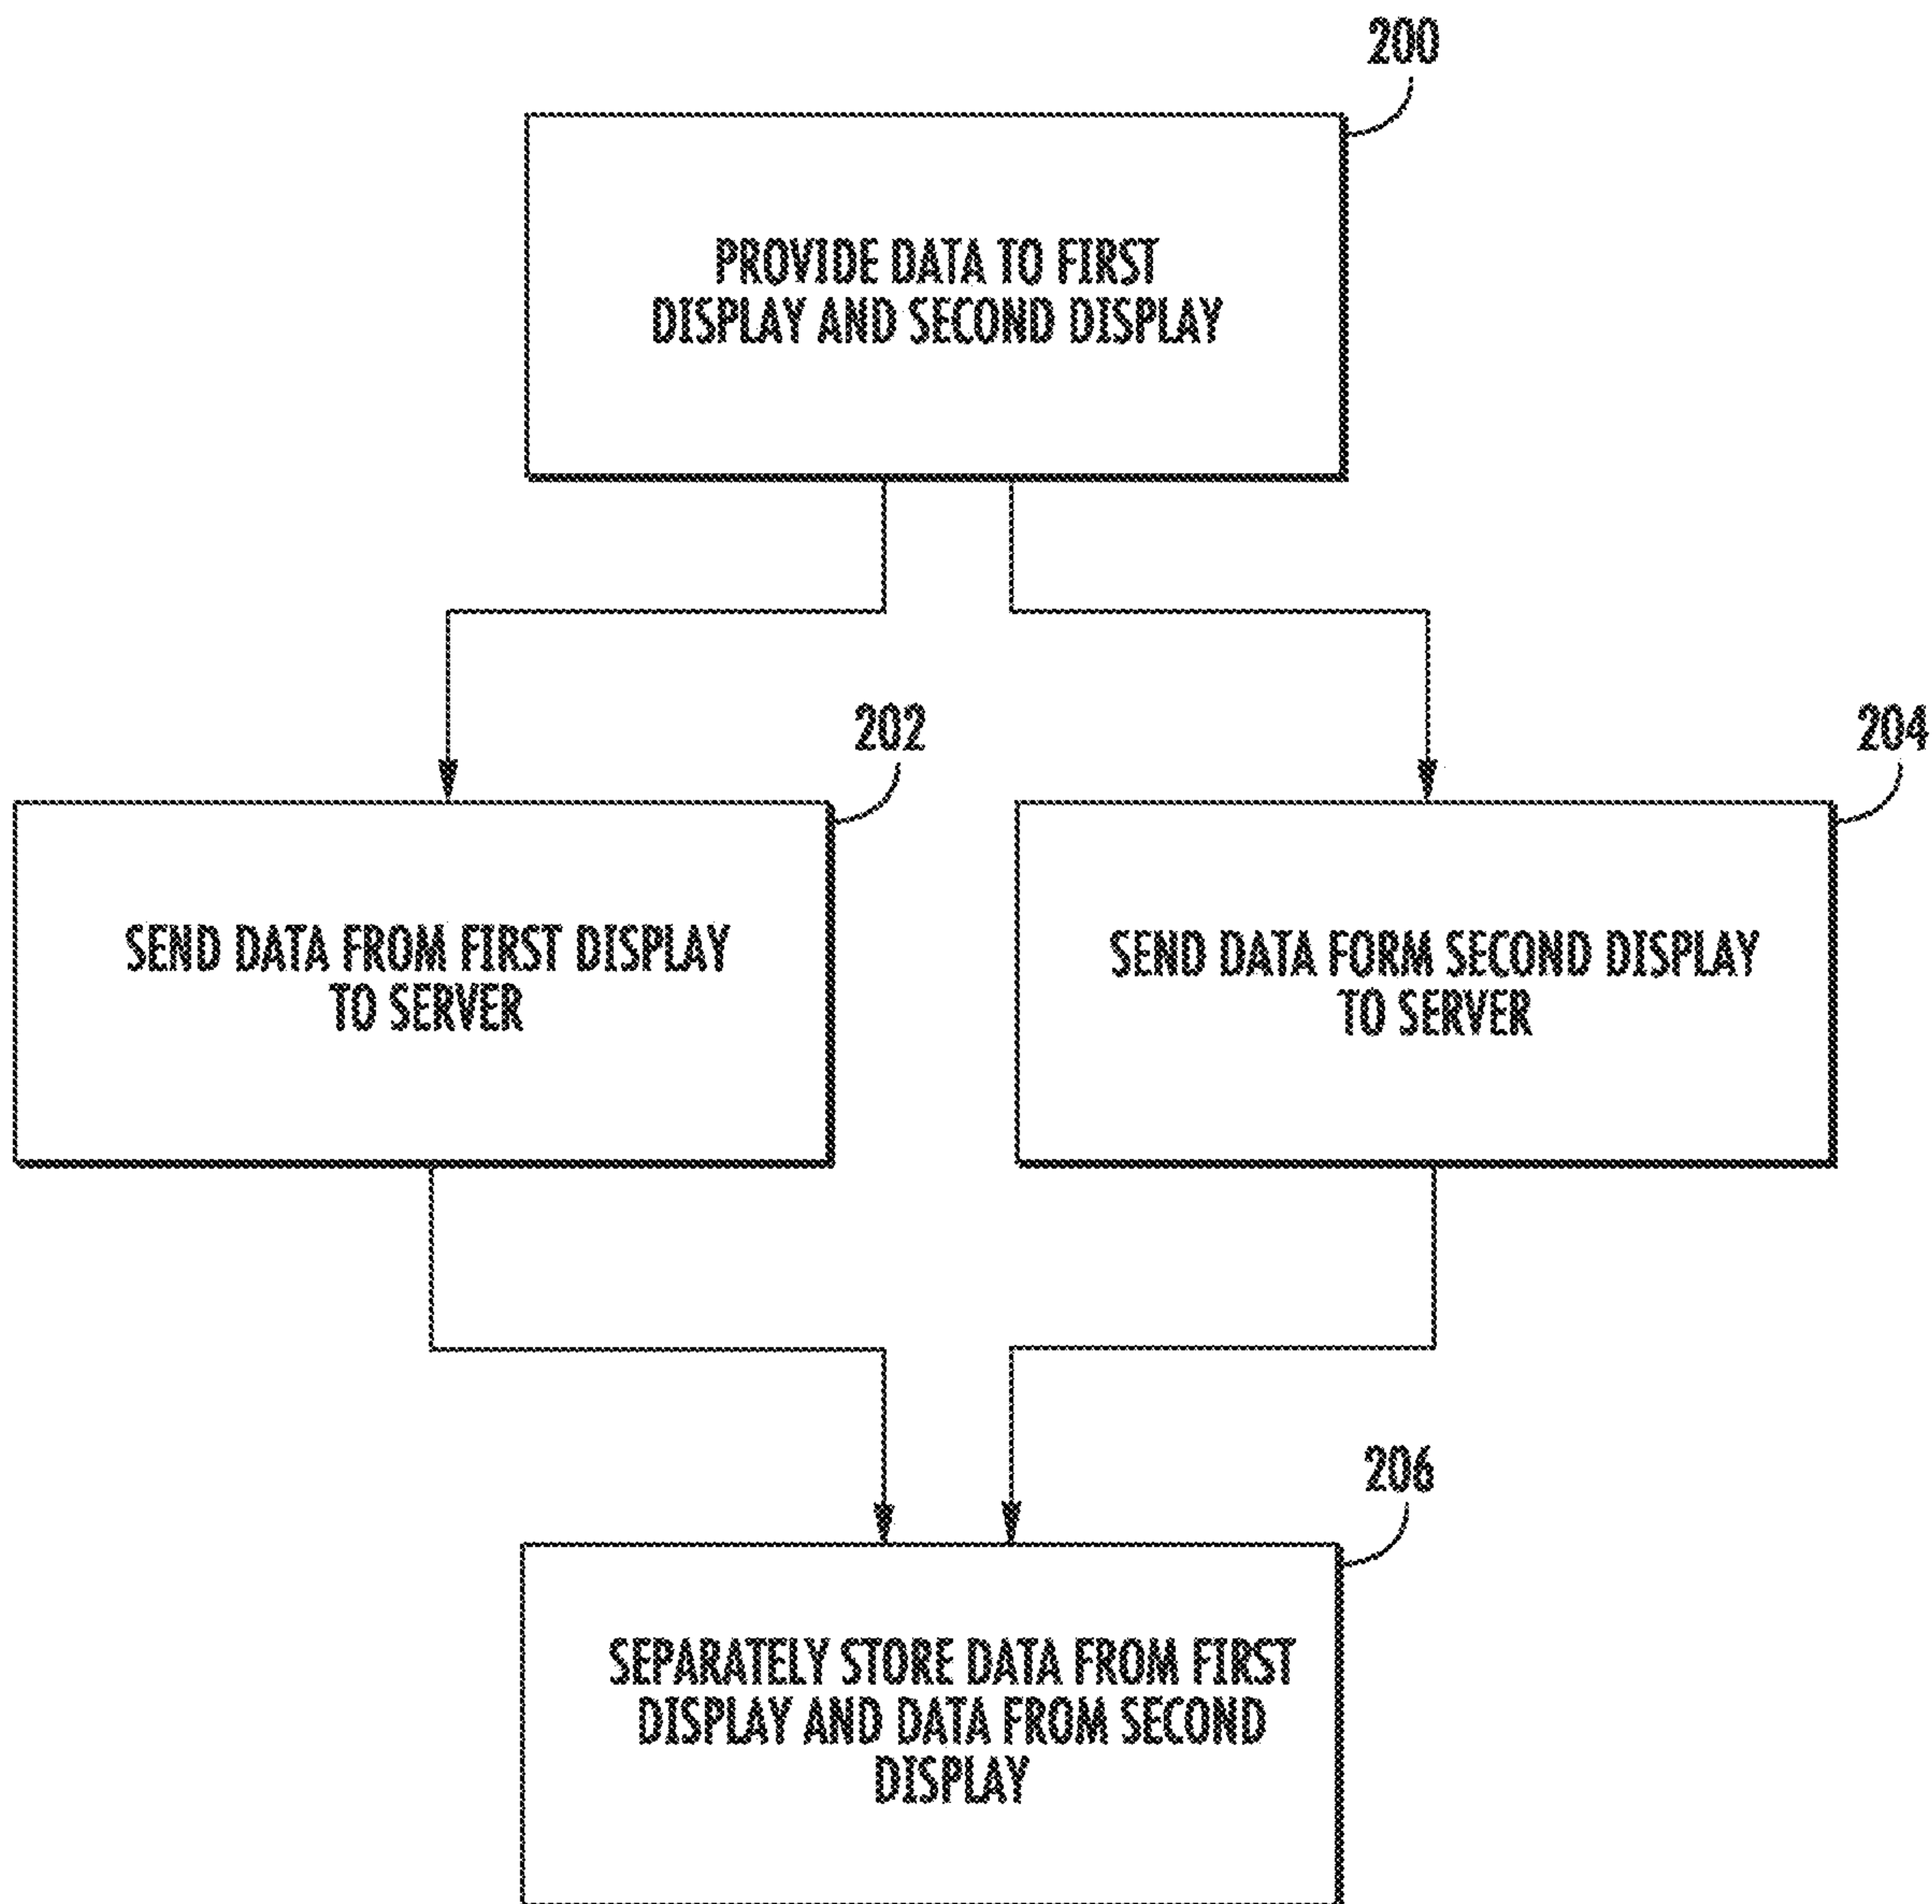 200
PROVIDE DATA TO FIRST
DISPLAY AND SECOND DISPLAY
202
204
SEND DATA FROM FIRST DISPLAY
TO SERVER
SEND DATA FORM SECOND DISPLAY
TO SERVER
206
SEPARATELY STORE DATA FROM FIRST
DISPLAY AND DATA FROM SECOND
DISPLAY